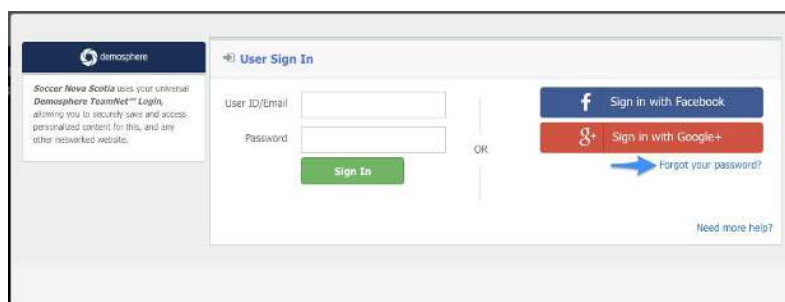 demosphere
Soccer Nova Scotia uses your universal
Demosphere TeamNet™ Login,
allowing you to securely save and access
personalized content for this, and any
other networked website.
User Sign In
User ID/Email
Password
Sign In
OR
f Sign in with Facebook
g+ Sign in with Google+
Forgot your password?
Need more help?